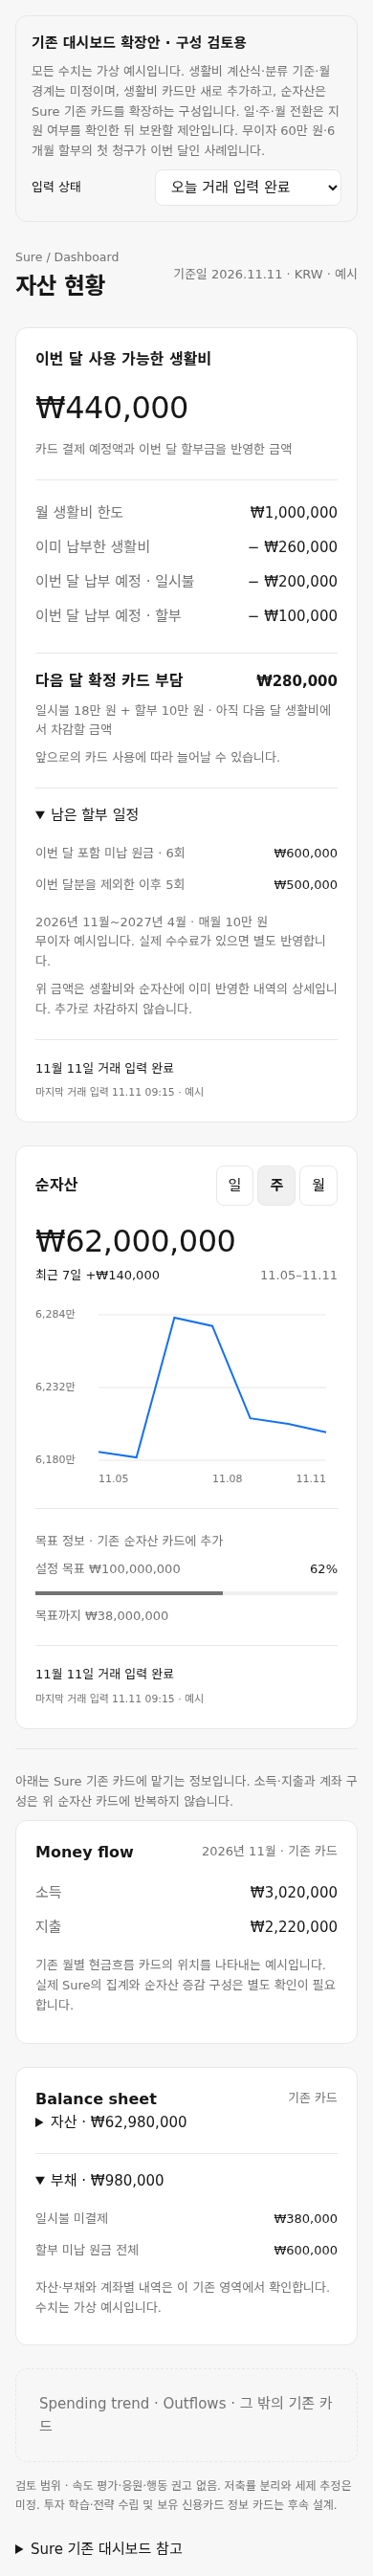 기존 대시보드 확장안 · 구성 검토용
모든 수치는 가상 예시입니다. 생활비 계산식·분류 기준·월
경계는 미정이며, 생활비 카드만 새로 추가하고, 순자산은
Sure 기존 카드를 확장하는 구성입니다. 일·주·월 전환은 지
원 여부를 확인한 뒤 보완할 제안입니다. 무이자 60만 원·6
개월 할부의 첫 청구가 이번 달인 사례입니다.
입력 상태
오늘 거래 입력 완료
Sure / Dashboard
자산 현황
기준일 2026.11.11 · KRW · 예시
이번 달 사용 가능한 생활비
₩440,000
카드 결제 예정액과 이번 달 할부금을 반영한 금액
월 생활비 한도 ₩1,000,000
이미 납부한 생활비 − ₩260,000
이번 달 납부 예정 · 일시불 − ₩200,000
이번 달 납부 예정 · 할부 − ₩100,000
다음 달 확정 카드 부담 ₩280,000
일시불 18만 원 + 할부 10만 원 · 아직 다음 달 생활비에
서 차감할 금액
앞으로의 카드 사용에 따라 늘어날 수 있습니다.
▼ 남은 할부 일정
이번 달 포함 미납 원금 · 6회 ₩600,000
이번 달분을 제외한 이후 5회 ₩500,000
2026년 11월~2027년 4월 · 매월 10만 원
무이자 예시입니다. 실제 수수료가 있으면 별도 반영합니
다.
위 금액은 생활비와 순자산에 이미 반영한 내역의 상세입니
다. 추가로 차감하지 않습니다.
11월 11일 거래 입력 완료
마지막 거래 입력 11.11 09:15 · 예시
순자산
일 주 월
₩62,000,000
최근 7일 +₩140,000 11.05–11.11
6,284만
6,232만
6,180만
11.05 11.08 11.11
목표 정보 · 기존 순자산 카드에 추가
설정 목표 ₩100,000,000 62%
목표까지 ₩38,000,000
11월 11일 거래 입력 완료
마지막 거래 입력 11.11 09:15 · 예시
아래는 Sure 기존 카드에 맡기는 정보입니다. 소득·지출과 계좌 구
성은 위 순자산 카드에 반복하지 않습니다.
Money flow 2026년 11월 · 기존 카드
소득 ₩3,020,000
지출 ₩2,220,000
기존 월별 현금흐름 카드의 위치를 나타내는 예시입니다.
실제 Sure의 집계와 순자산 증감 구성은 별도 확인이 필요
합니다.
Balance sheet 기존 카드
▶ 자산 · ₩62,980,000
▼ 부채 · ₩980,000
일시불 미결제 ₩380,000
할부 미납 원금 전체 ₩600,000
자산·부채와 계좌별 내역은 이 기존 영역에서 확인합니다.
수치는 가상 예시입니다.
Spending trend · Outflows · 그 밖의 기존 카
드
검토 범위 · 속도 평가·응원·행동 권고 없음. 저축률 분리와 세제 추정은
미정. 투자 학습·전략 수립 및 보유 신용카드 정보 카드는 후속 설계.
▶ Sure 기존 대시보드 참고